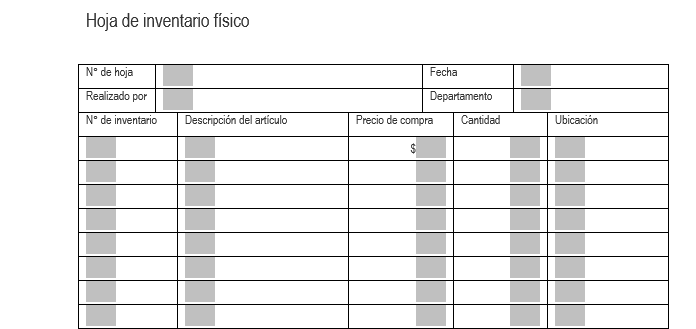 Hoja de inventario físico
N° de hoja Fecha
Realizado por Departamento
N° de inventario Descripción del artículo Precio de compra Cantidad Ubicación
$